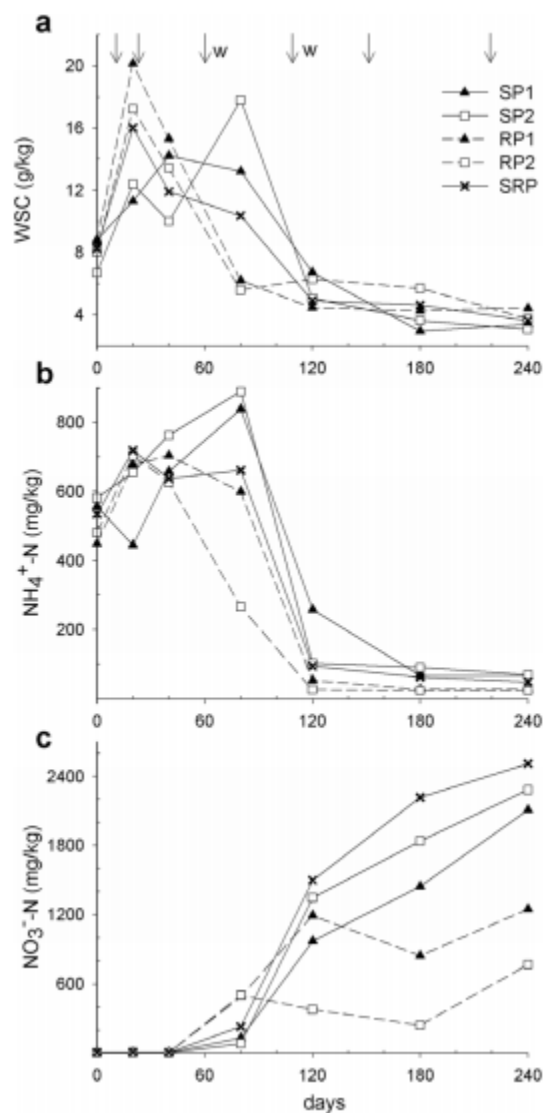 a
w
w
20
16
12
8
4
WSC (g/kg)
SP1
SP2
RP1
RP2
SRP
0
60
120
180
240
b
800
600
400
200
NH₄⁺-N (mg/kg)
0
60
120
180
240
c
2400
1800
1200
600
NO₃⁻-N (mg/kg)
0
60
120
180
240
days